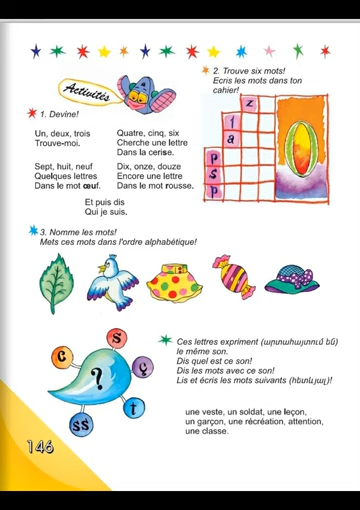 Activités
1. Devine!
Un, deux, trois
Trouve-moi.
Quatre, cinq, six
Cherche une lettre
Dans la cerise.
Sept, huit, neuf
Quelques lettres
Dans le mot œuf.
Dix, onze, douze
Encore une lettre
Dans le mot rousse.
Et puis dis
Qui je suis.
2. Trouve six mots!
Ecris les mots dans ton
cahier!
z
f
a
p
s
p
0
3. Nomme les mots!
Mets ces mots dans l'ordre alphabétique!
c
s
ç
t
ss
?
Ces lettres expriment (արտահայտում են)
le même son.
Dis quel est ce son!
Dis les mots avec ce son!
Lis et écris les mots suivants (հետևյալ)!
une veste, un soldat, une leçon,
un garçon, une récréation, attention,
une classe.
146